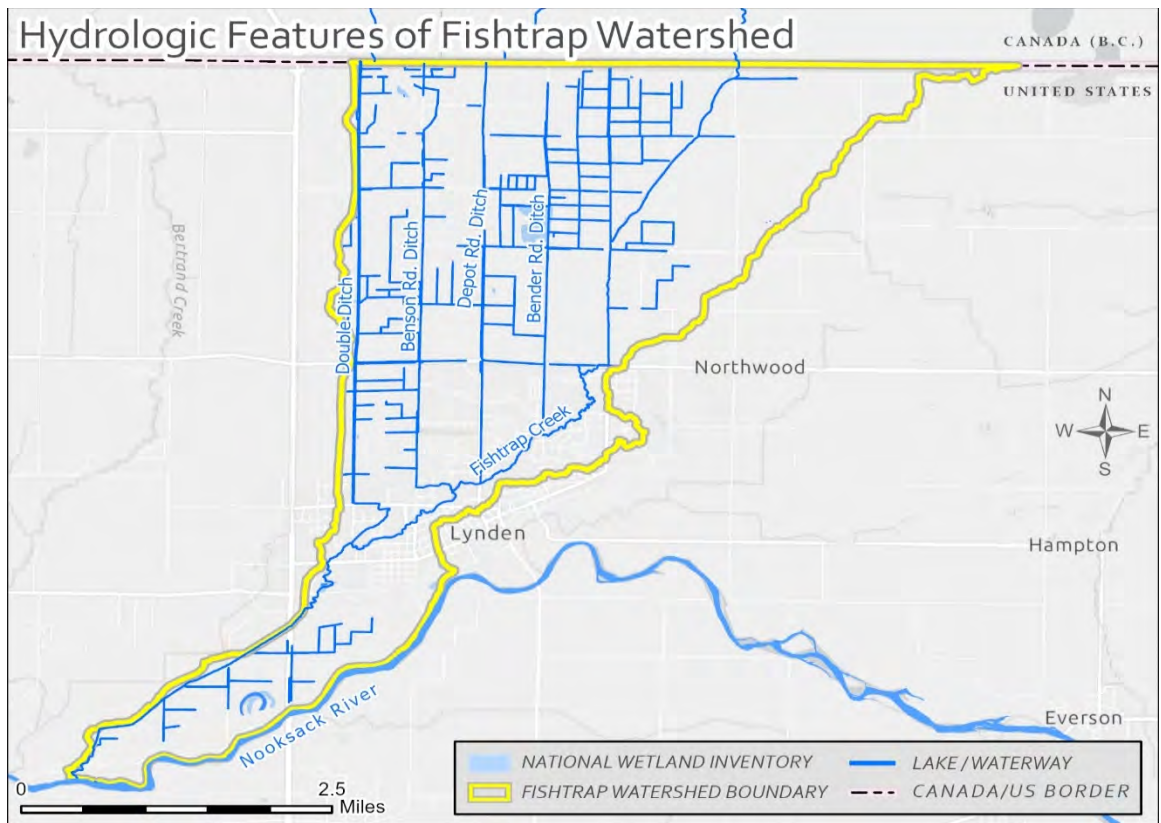 Hydrologic Features of Fishtrap Watershed
CANADA (B.C.)
UNITED STATES
Bertrand Creek
Double Ditch
Benson Rd. Ditch
Depot Rd. Ditch
Bender Rd. Ditch
Northwood
N
W E
S
Fishtrap Creek
Lynden
Hampton
Nooksack River
Everson
NATIONAL WETLAND INVENTORY
LAKE / WATERWAY
FISHTRAP WATERSHED BOUNDARY
CANADA/US BORDER
0 2.5
Miles